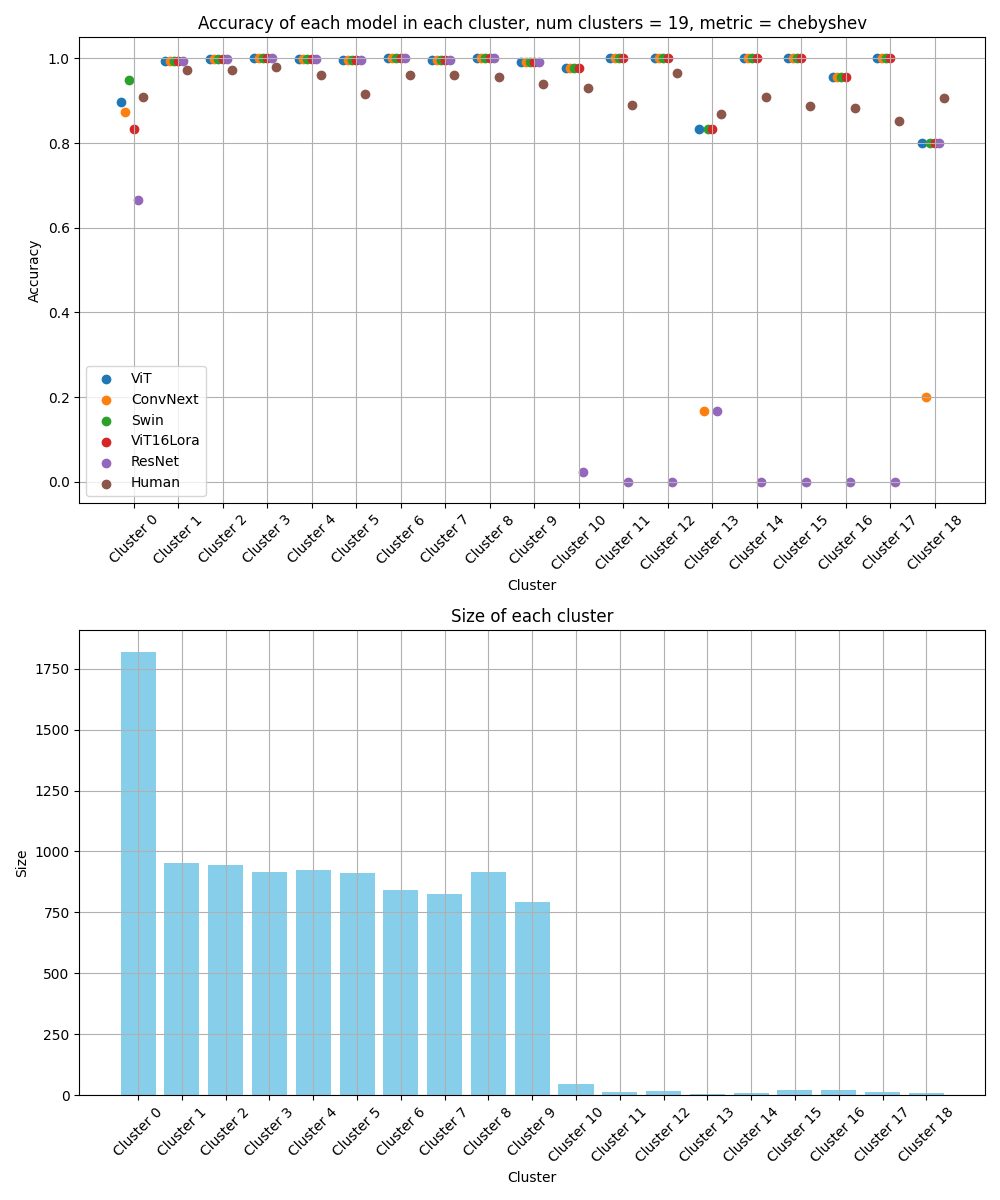 Accuracy of each model in each cluster, num clusters = 19, metric = chebyshev
1.0
0.8
0.6
0.4
0.2
0.0
Accuracy
ViT
ConvNext
Swin
ViT16Lora
ResNet
Human
Cluster 0
Cluster 1
Cluster 2
Cluster 3
Cluster 4
Cluster 5
Cluster 6
Cluster 7
Cluster 8
Cluster 9
Cluster 10
Cluster 11
Cluster 12
Cluster 13
Cluster 14
Cluster 15
Cluster 16
Cluster 17
Cluster 18
Cluster
Size of each cluster
1750
1500
1250
1000
750
500
250
0
Size
Cluster 0
Cluster 1
Cluster 2
Cluster 3
Cluster 4
Cluster 5
Cluster 6
Cluster 7
Cluster 8
Cluster 9
Cluster 10
Cluster 11
Cluster 12
Cluster 13
Cluster 14
Cluster 15
Cluster 16
Cluster 17
Cluster 18
Cluster